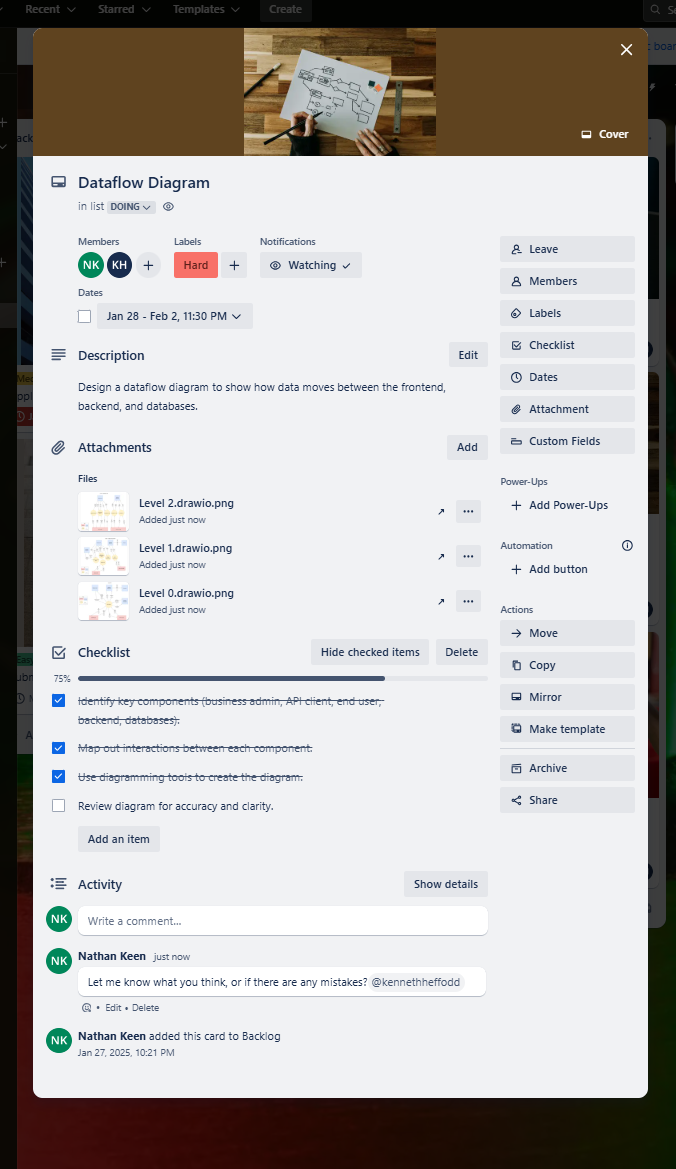 Recent
Starred
Templates
Create
Cover
Dataflow Diagram
in list DOING
Members
Labels
Notifications
NK
KH
Hard
Watching
Dates
Jan 28 - Feb 2, 11:30 PM
Description
Edit
Design a dataflow diagram to show how data moves between the frontend,
backend, and databases.
Attachments
Add
Files
Level 2.drawio.png
Added just now
Level 1.drawio.png
Added just now
Level 0.drawio.png
Added just now
Checklist
Hide checked items
Delete
75%
Identify key components (business admin, API client, end user,
backend, databases).
Map out interactions between each component.
Use diagramming tools to create the diagram.
Review diagram for accuracy and clarity.
Add an item
Activity
Show details
NK
Write a comment...
NK
Nathan Keen just now
Let me know what you think, or if there are any mistakes? @kennethheffodd
• Edit • Delete
NK
Nathan Keen added this card to Backlog
Jan 27, 2025, 10:21 PM
Leave
Members
Labels
Checklist
Dates
Attachment
Custom Fields
Power-Ups
Add Power-Ups
Automation
Add button
Actions
Move
Copy
Mirror
Make template
Archive
Share